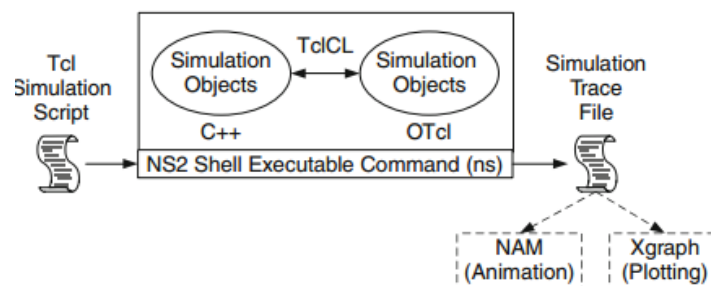 Tcl
Simulation
Script
Simulation
Objects
TclCL
Simulation
Objects
C++
OTcl
NS2 Shell Executable Command (ns)
Simulation
Trace
File
NAM
(Animation)
Xgraph
(Plotting)